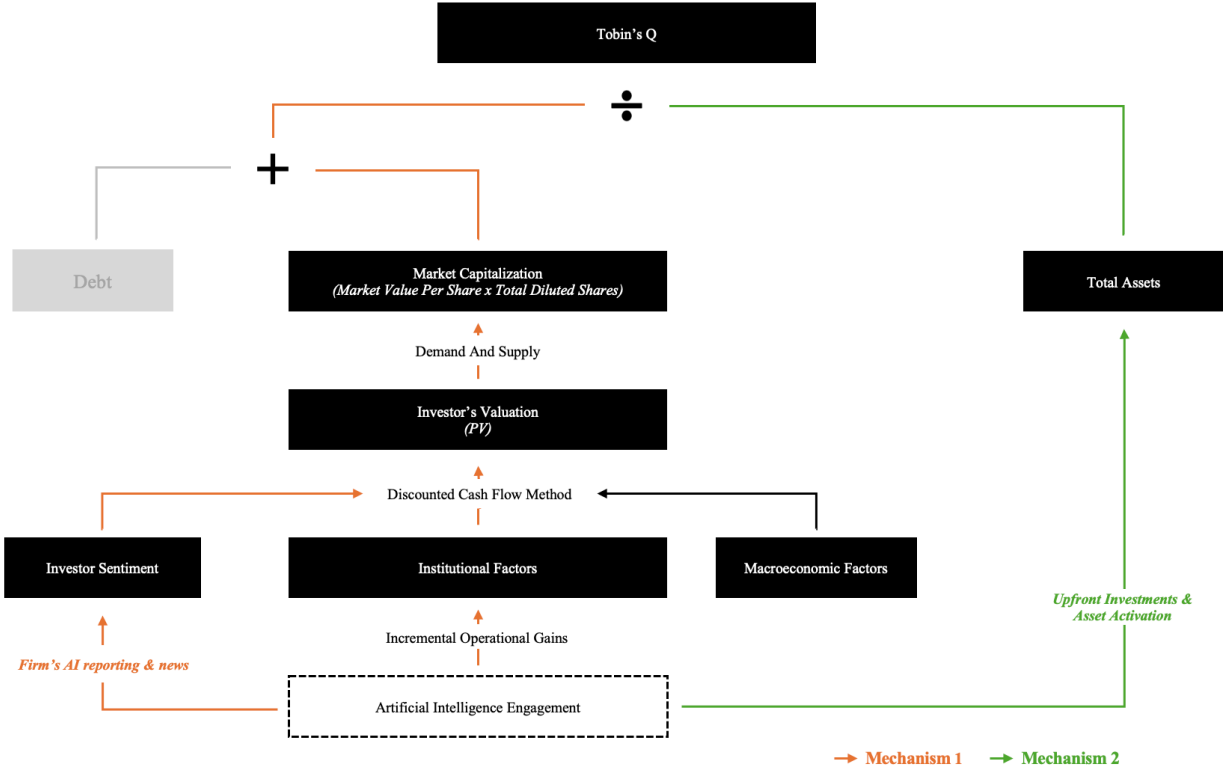 Tobin's Q
÷
+
Debt
Market Capitalization
(Market Value Per Share x Total Diluted Shares)
Total Assets
Demand And Supply
Investor's Valuation
(PV)
Discounted Cash Flow Method
Investor Sentiment
Institutional Factors
Macroeconomic Factors
Upfront Investments &
Asset Activation
Incremental Operational Gains
Firm's AI reporting & news
Artificial Intelligence Engagement
Mechanism 1
Mechanism 2